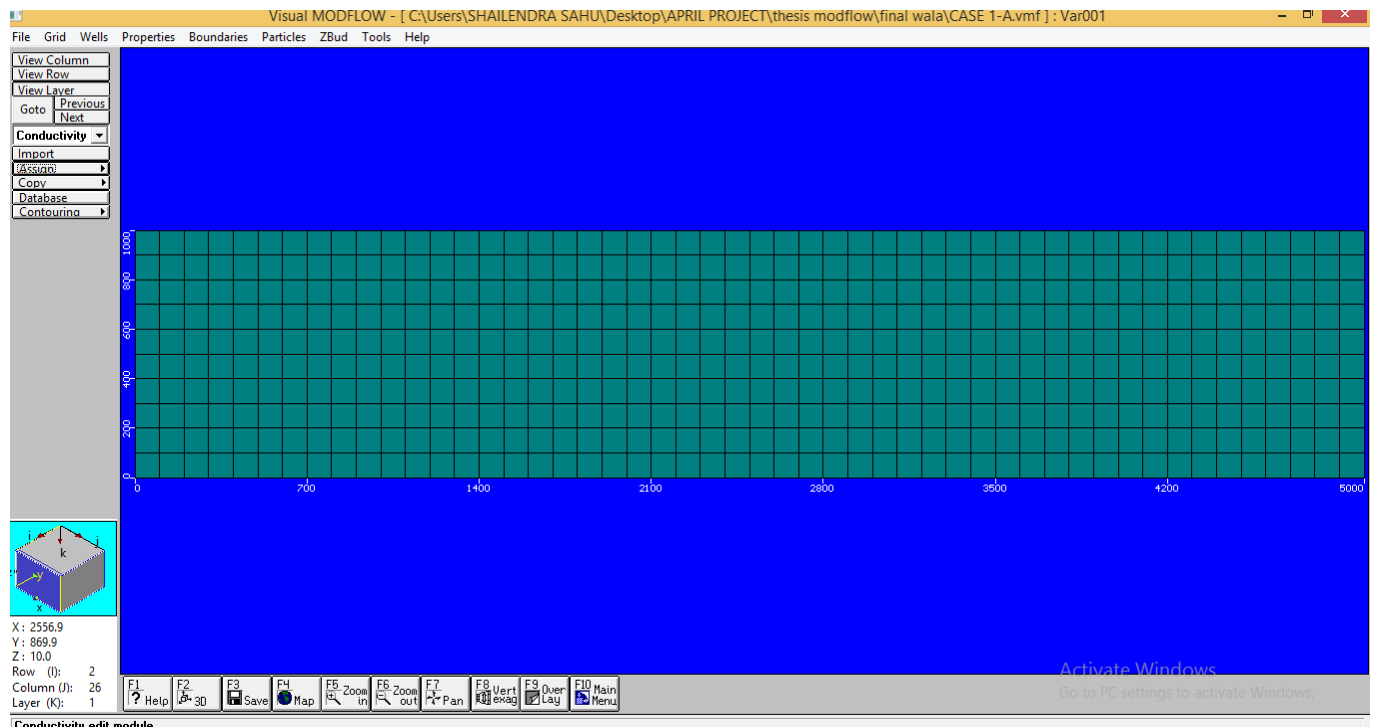 Visual MODFLOW - [ C:\Users\SHAILENDRA SAHU\Desktop\APRIL PROJECT\thesis modflow\final wala\CASE 1-A.vmf ] : Var001
File Grid Wells Properties Boundaries Particles ZBud Tools Help
View Column
View Row
View Layer
Goto Previous
Next
Conductivity
Import
Assign
Copy
Database
Contouring
1000
800
600
400
200
0
0 700 1400 2100 2800 3500 4200 5000
i j
k
y
x
X : 2556.9
Y : 869.9
Z : 10.0
Row (I): 2
Column (J): 26
Layer (K): 1
F1 ? Help
F2 3D
F3 Save
F4 Map
F5 Zoom in
F6 Zoom out
F7 Pan
F8 Vert exag
F9 Over Lay
F10 Main Menu
Activate Windows
Go to PC settings to activate Windows.
Conductivity edit module